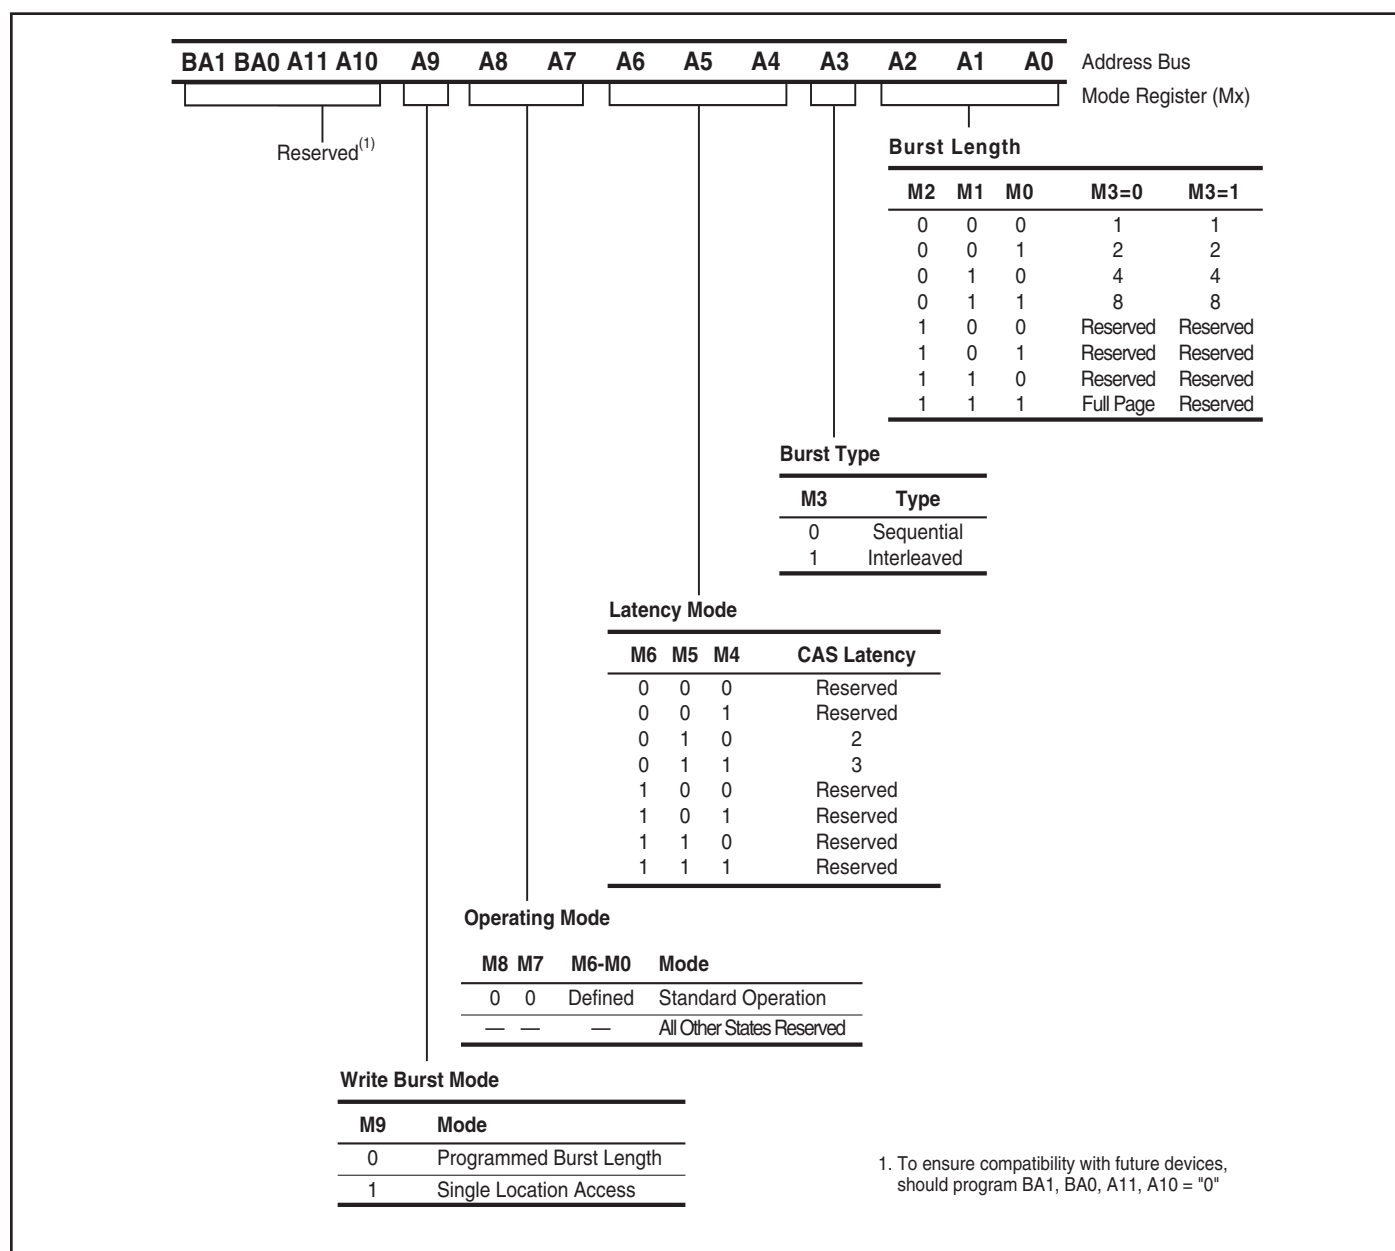 BA1 BA0 A11 A10 A9 A8 A7 A6 A5 A4 A3 A2 A1 A0 Address Bus
Mode Register (Mx)
Reserved(1)
Burst Length
M2 M1 M0 M3=0 M3=1
0 0 0 1 1
0 0 1 2 2
0 1 0 4 4
0 1 1 8 8
1 0 0 Reserved Reserved
1 0 1 Reserved Reserved
1 1 0 Reserved Reserved
1 1 1 Full Page Reserved
Burst Type
M3 Type
0 Sequential
1 Interleaved
Latency Mode
M6 M5 M4 CAS Latency
0 0 0 Reserved
0 0 1 Reserved
0 1 0 2
0 1 1 3
1 0 0 Reserved
1 0 1 Reserved
1 1 0 Reserved
1 1 1 Reserved
Operating Mode
M8 M7 M6-M0 Mode
0 0 Defined Standard Operation
— — — All Other States Reserved
Write Burst Mode
M9 Mode
0 Programmed Burst Length
1 Single Location Access
1. To ensure compatibility with future devices,
should program BA1, BA0, A11, A10 = "0"